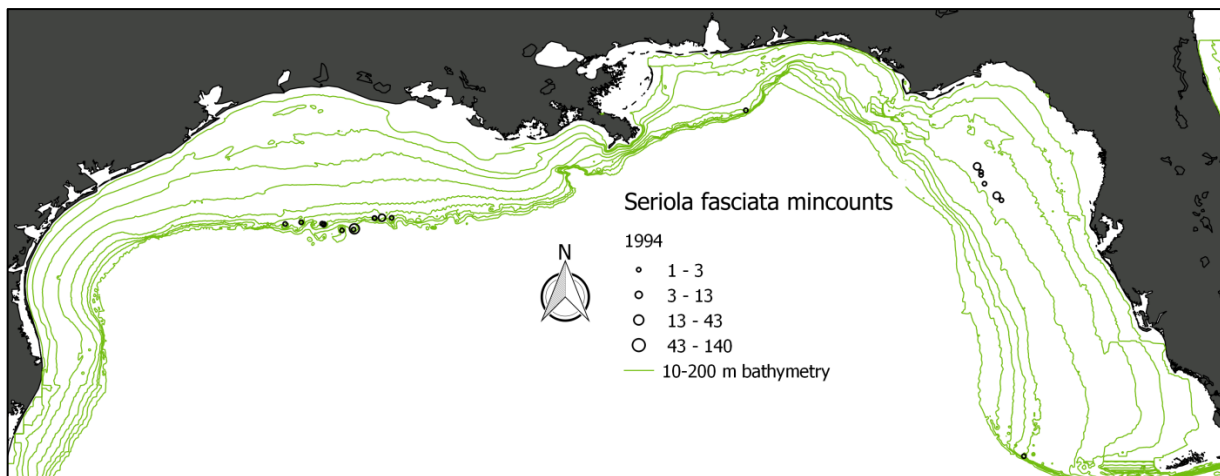 Seriola fasciata mincounts
1994
1 - 3
3 - 13
13 - 43
43 - 140
10-200 m bathymetry
N